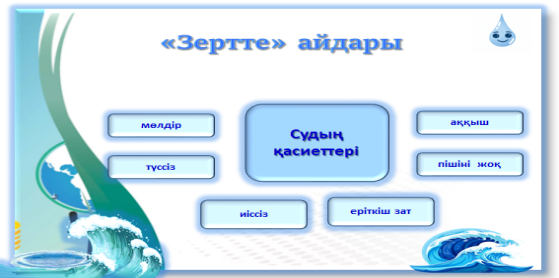 «Зертте» айдары
мөлдір
Судың
қасиеттері
аққыш
түссіз
пішіні жоқ
иіссіз
еріткіш зат